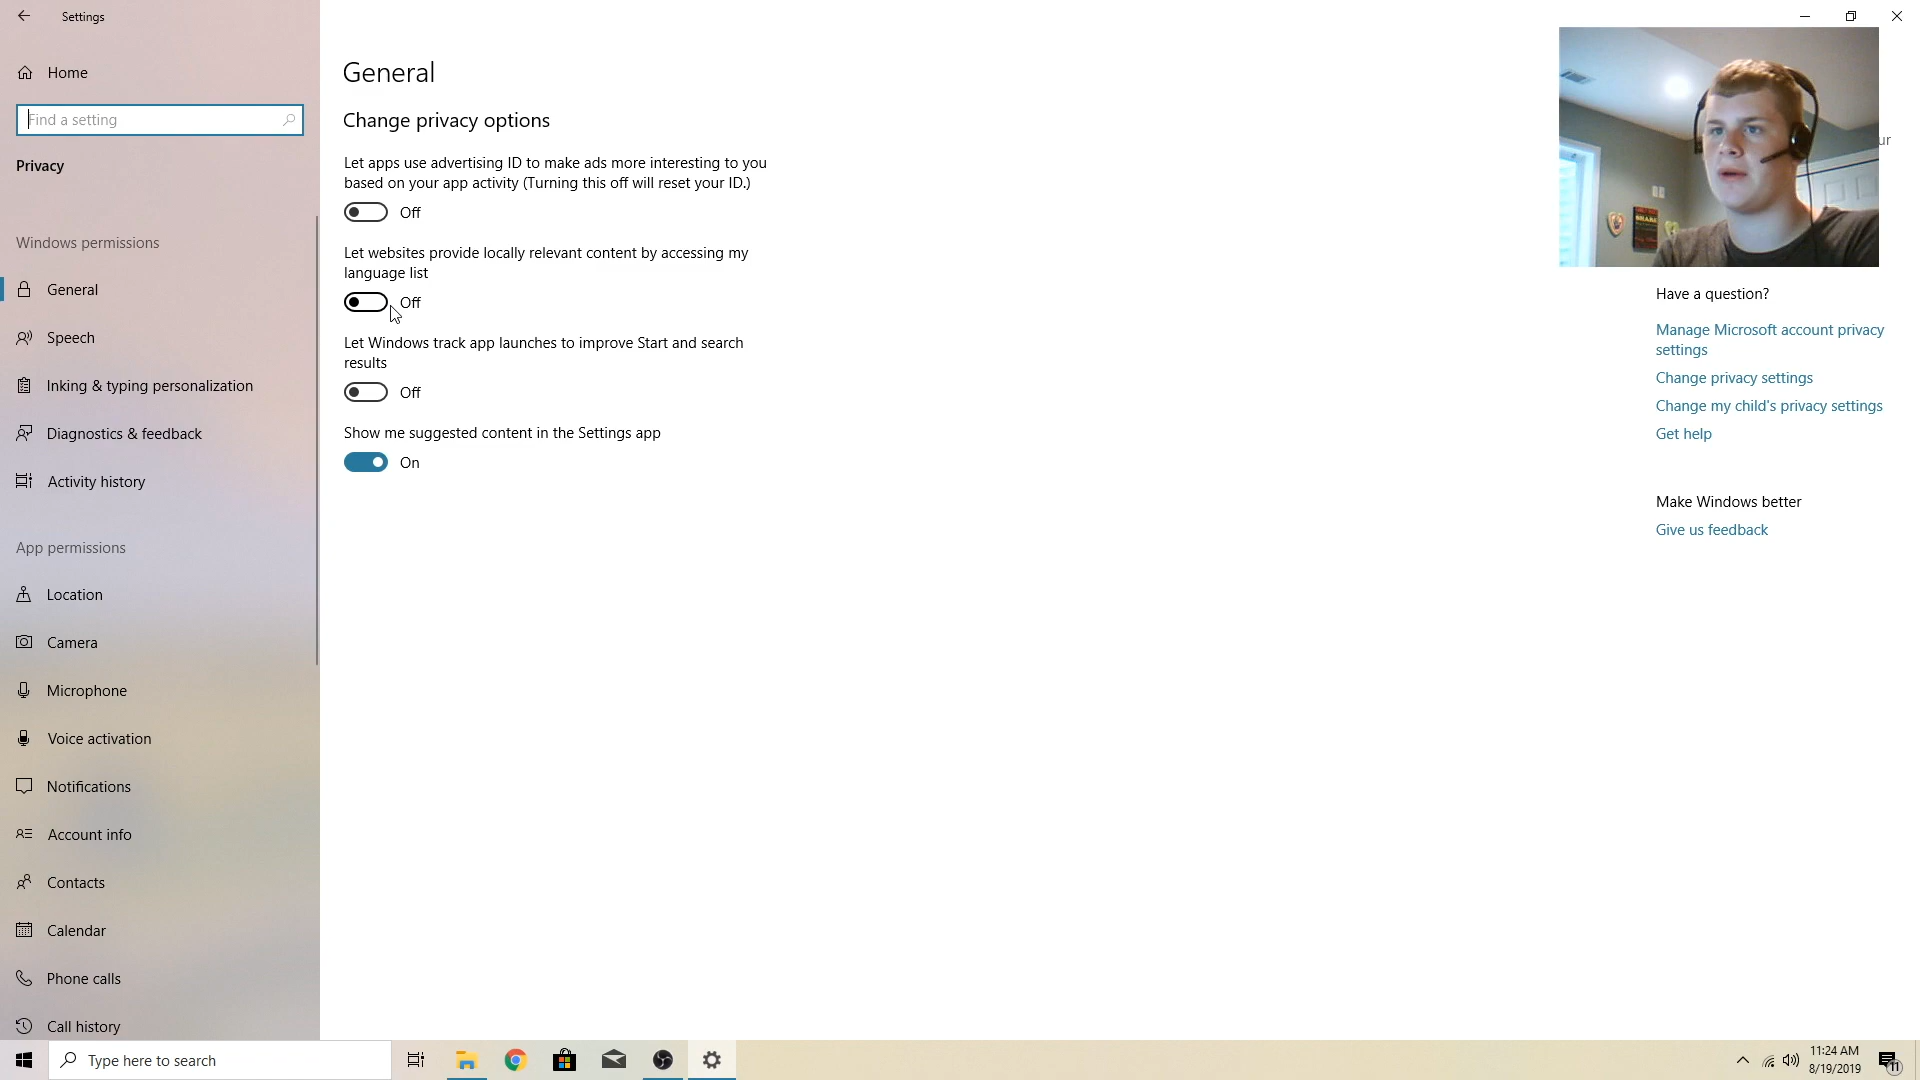 Settings
Home
Find a setting
Privacy
Windows permissions
General
Speech
Inking & typing personalization
Diagnostics & feedback
Activity history
App permissions
Location
Camera
Microphone
Voice activation
Notifications
Account info
Contacts
Calendar
Phone calls
Call history
General
Change privacy options
Let apps use advertising ID to make ads more interesting to you
based on your app activity (Turning this off will reset your ID.)
Off
Let websites provide locally relevant content by accessing my
language list
Off
Let Windows track app launches to improve Start and search
results
Off
Show me suggested content in the Settings app
On
ur
Have a question?
Manage Microsoft account privacy
settings
Change privacy settings
Change my child's privacy settings
Get help
Make Windows better
Give us feedback
Type here to search
11:24 AM
8/19/2019
11